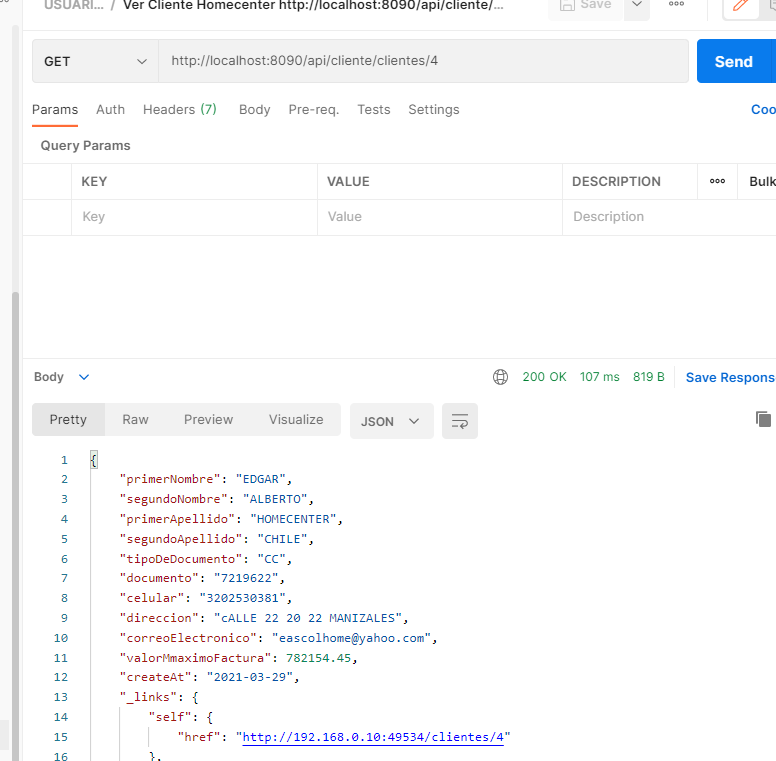 USUARI... / Ver Cliente Homecenter http://localhost:8090/api/cliente/... Save ooo
GET http://localhost:8090/api/cliente/clientes/4 Send
Params Auth Headers (7) Body Pre-req. Tests Settings Coo
Query Params
KEY VALUE DESCRIPTION ooo Bulk
Key Value Description
Body 200 OK 107 ms 819 B Save Respons
Pretty Raw Preview Visualize JSON
1 {
2 "primerNombre": "EDGAR",
3 "segundoNombre": "ALBERTO",
4 "primerApellido": "HOMECENTER",
5 "segundoApellido": "CHILE",
6 "tipoDeDocumento": "CC",
7 "documento": "7219622",
8 "celular": "3202530381",
9 "direccion": "cALLE 22 20 22 MANIZALES",
10 "correoElectronico": "eascolhome@yahoo.com",
11 "valorMmaximoFactura": 782154.45,
12 "createAt": "2021-03-29",
13 "_links": {
14 "self": {
15 "href": "http://192.168.0.10:49534/clientes/4"
16 },